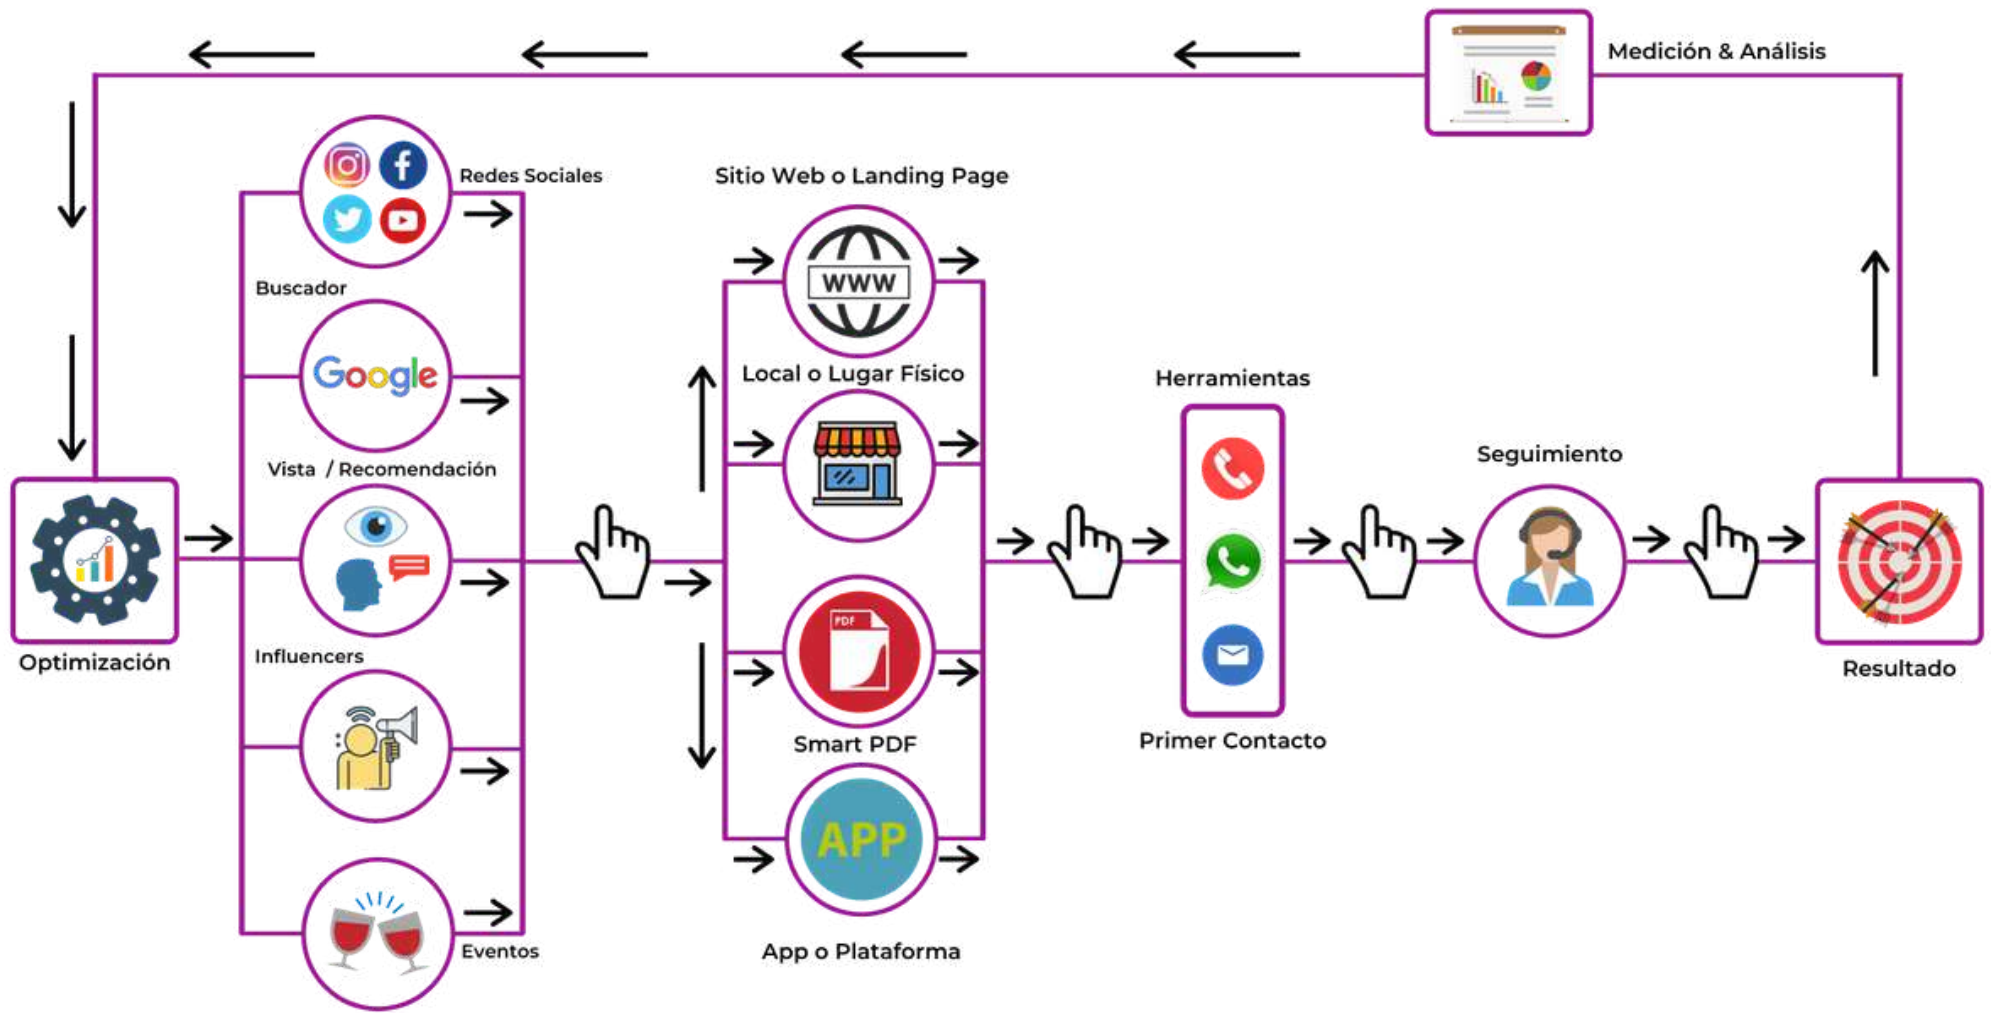 Medición & Análisis
Redes Sociales
Sitio Web o Landing Page
WWW
Buscador
Google
Local o Lugar Físico
Herramientas
Vista / Recomendación
Seguimiento
Optimización
Influencers
PDF
Resultado
Smart PDF
Primer Contacto
APP
Eventos
App o Plataforma